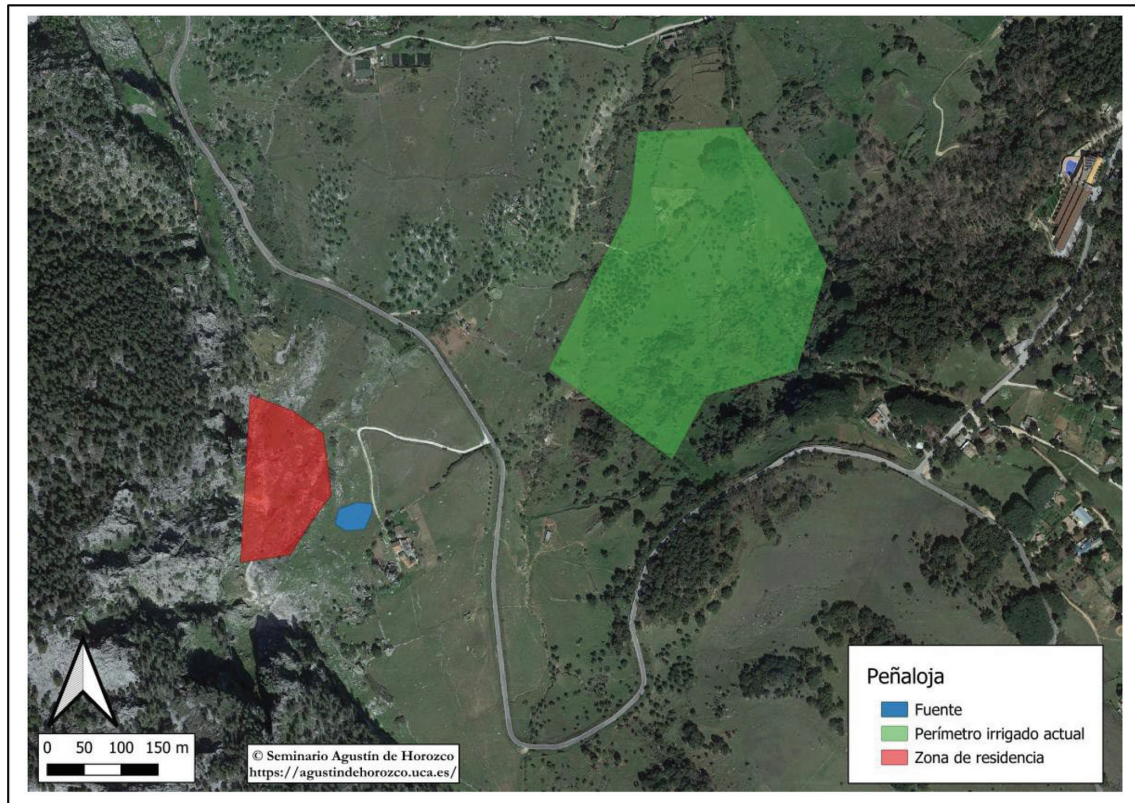 0 50 100 150 m
© Seminario Agustín de Horozco
https://agustindehorozco.uca.es/
Peñaloja
Fuente
Perímetro irrigado actual
Zona de residencia